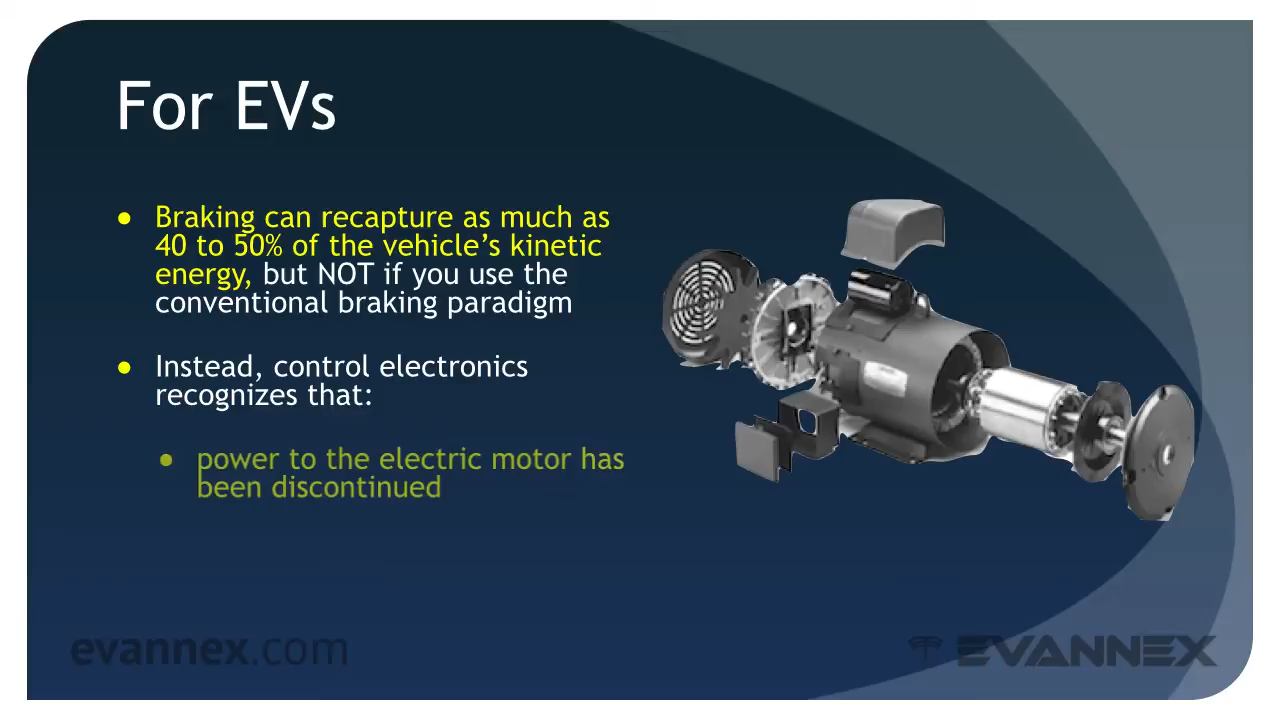 For EVs
● Braking can recapture as much as
40 to 50% of the vehicle’s kinetic
energy, but NOT if you use the
conventional braking paradigm
● Instead, control electronics
recognizes that:
● power to the electric motor has
been discontinued
evannex.com
EVANNEX